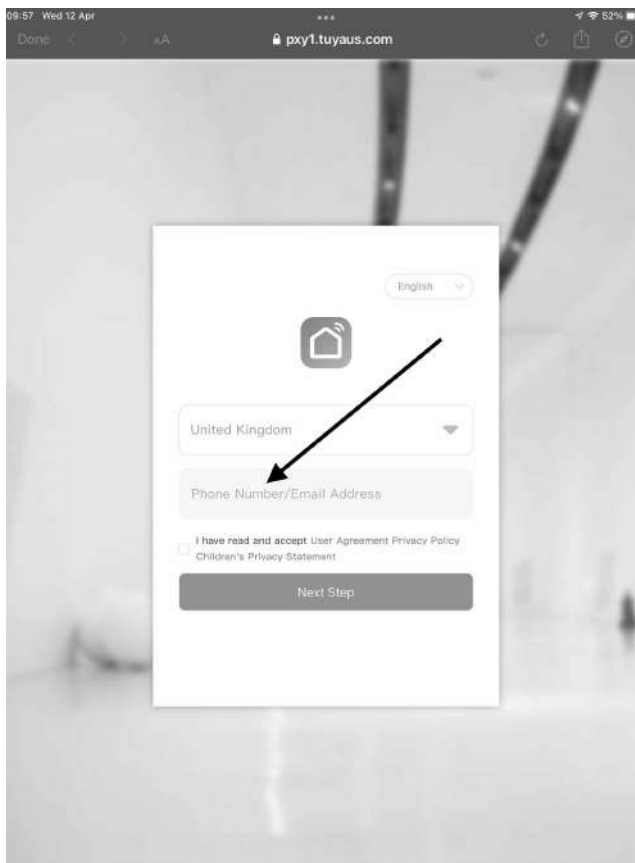 09:57 Wed 12 Apr
52%
Done
AA
pxy1.tuyaus.com
English
United Kingdom
Phone Number/Email Address
I have read and accept User Agreement Privacy Policy
Children's Privacy Statement
Next Step